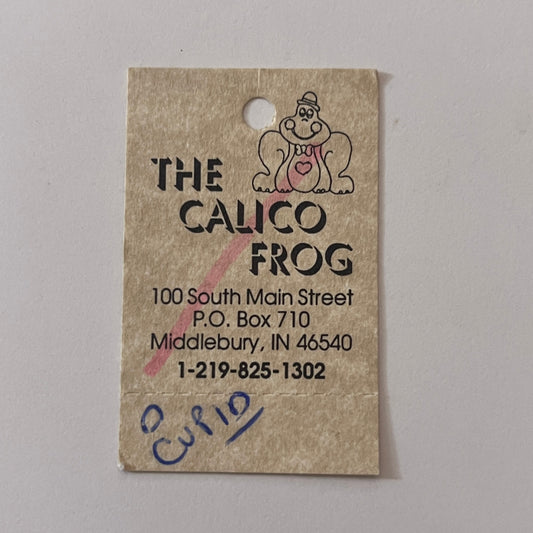 THE
CALICO
FROG
100 South Main Street
P.O. Box 710
Middlebury, IN 46540
1-219-825-1302
D
CUPID